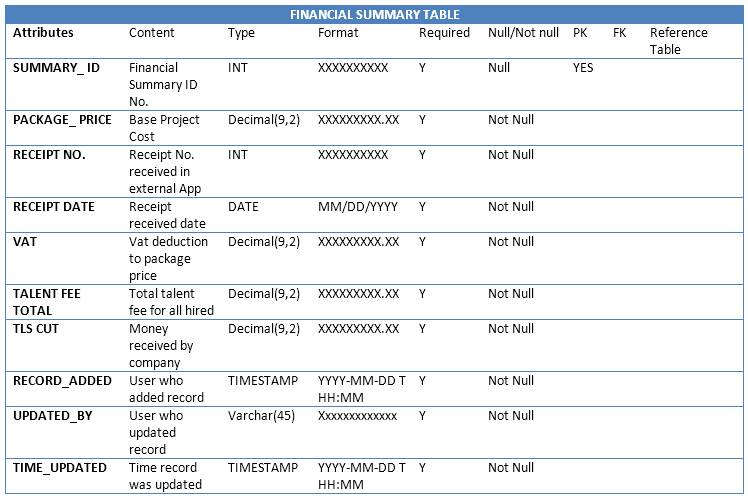 FINANCIAL SUMMARY TABLE
Attributes Content Type Format Required Null/Not null PK FK Reference
Table
SUMMARY_ ID Financial INT XXXXXXXXXX Y Null YES
Summary ID
No.
PACKAGE_ PRICE Base Project Decimal(9,2) XXXXXXXXX.XX Y Not Null
Cost
RECEIPT NO. Receipt No. INT XXXXXXXXXX Y Not Null
received in
external App
RECEIPT DATE Receipt DATE MM/DD/YYYY Y Not Null
received date
VAT Vat deduction Decimal(9,2) XXXXXXXXX.XX Y Not Null
to package
price
TALENT FEE Total talent Decimal(9,2) XXXXXXXXX.XX Y Not Null
TOTAL fee for all hired
TLS CUT Money Decimal(9,2) XXXXXXXXX.XX Y Not Null
received by
company
RECORD_ADDED User who TIMESTAMP YYYY-MM-DD T Y Not Null
added record HH:MM
UPDATED_BY User who Varchar(45) Xxxxxxxxxxxxx Y Not Null
updated
record
TIME_UPDATED Time record TIMESTAMP YYYY-MM-DD T Y Not Null
was updated HH:MM